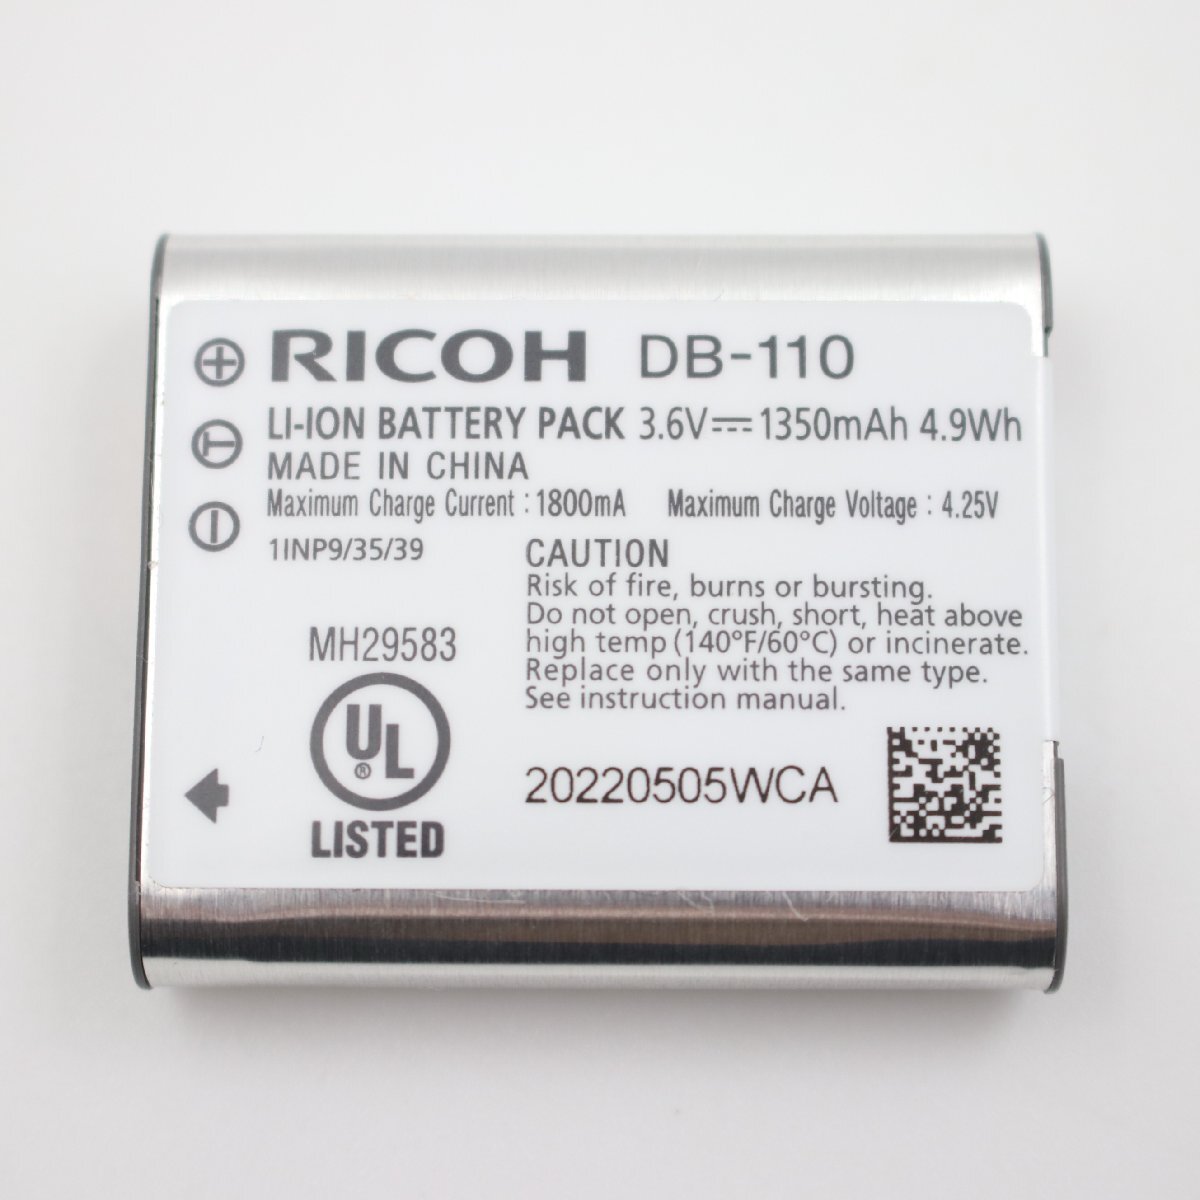 RICOH DB-110
LI-ION BATTERY PACK 3.6V⎓1350mAh 4.9Wh
MADE IN CHINA
Maximum Charge Current : 1800mA Maximum Charge Voltage : 4.25V
1INP9/35/39
CAUTION
Risk of fire, burns or bursting.
Do not open, crush, short, heat above
high temp (140°F/60°C) or incinerate.
Replace only with the same type.
See instruction manual.
MH29583
UL®
LISTED
20220505WCA